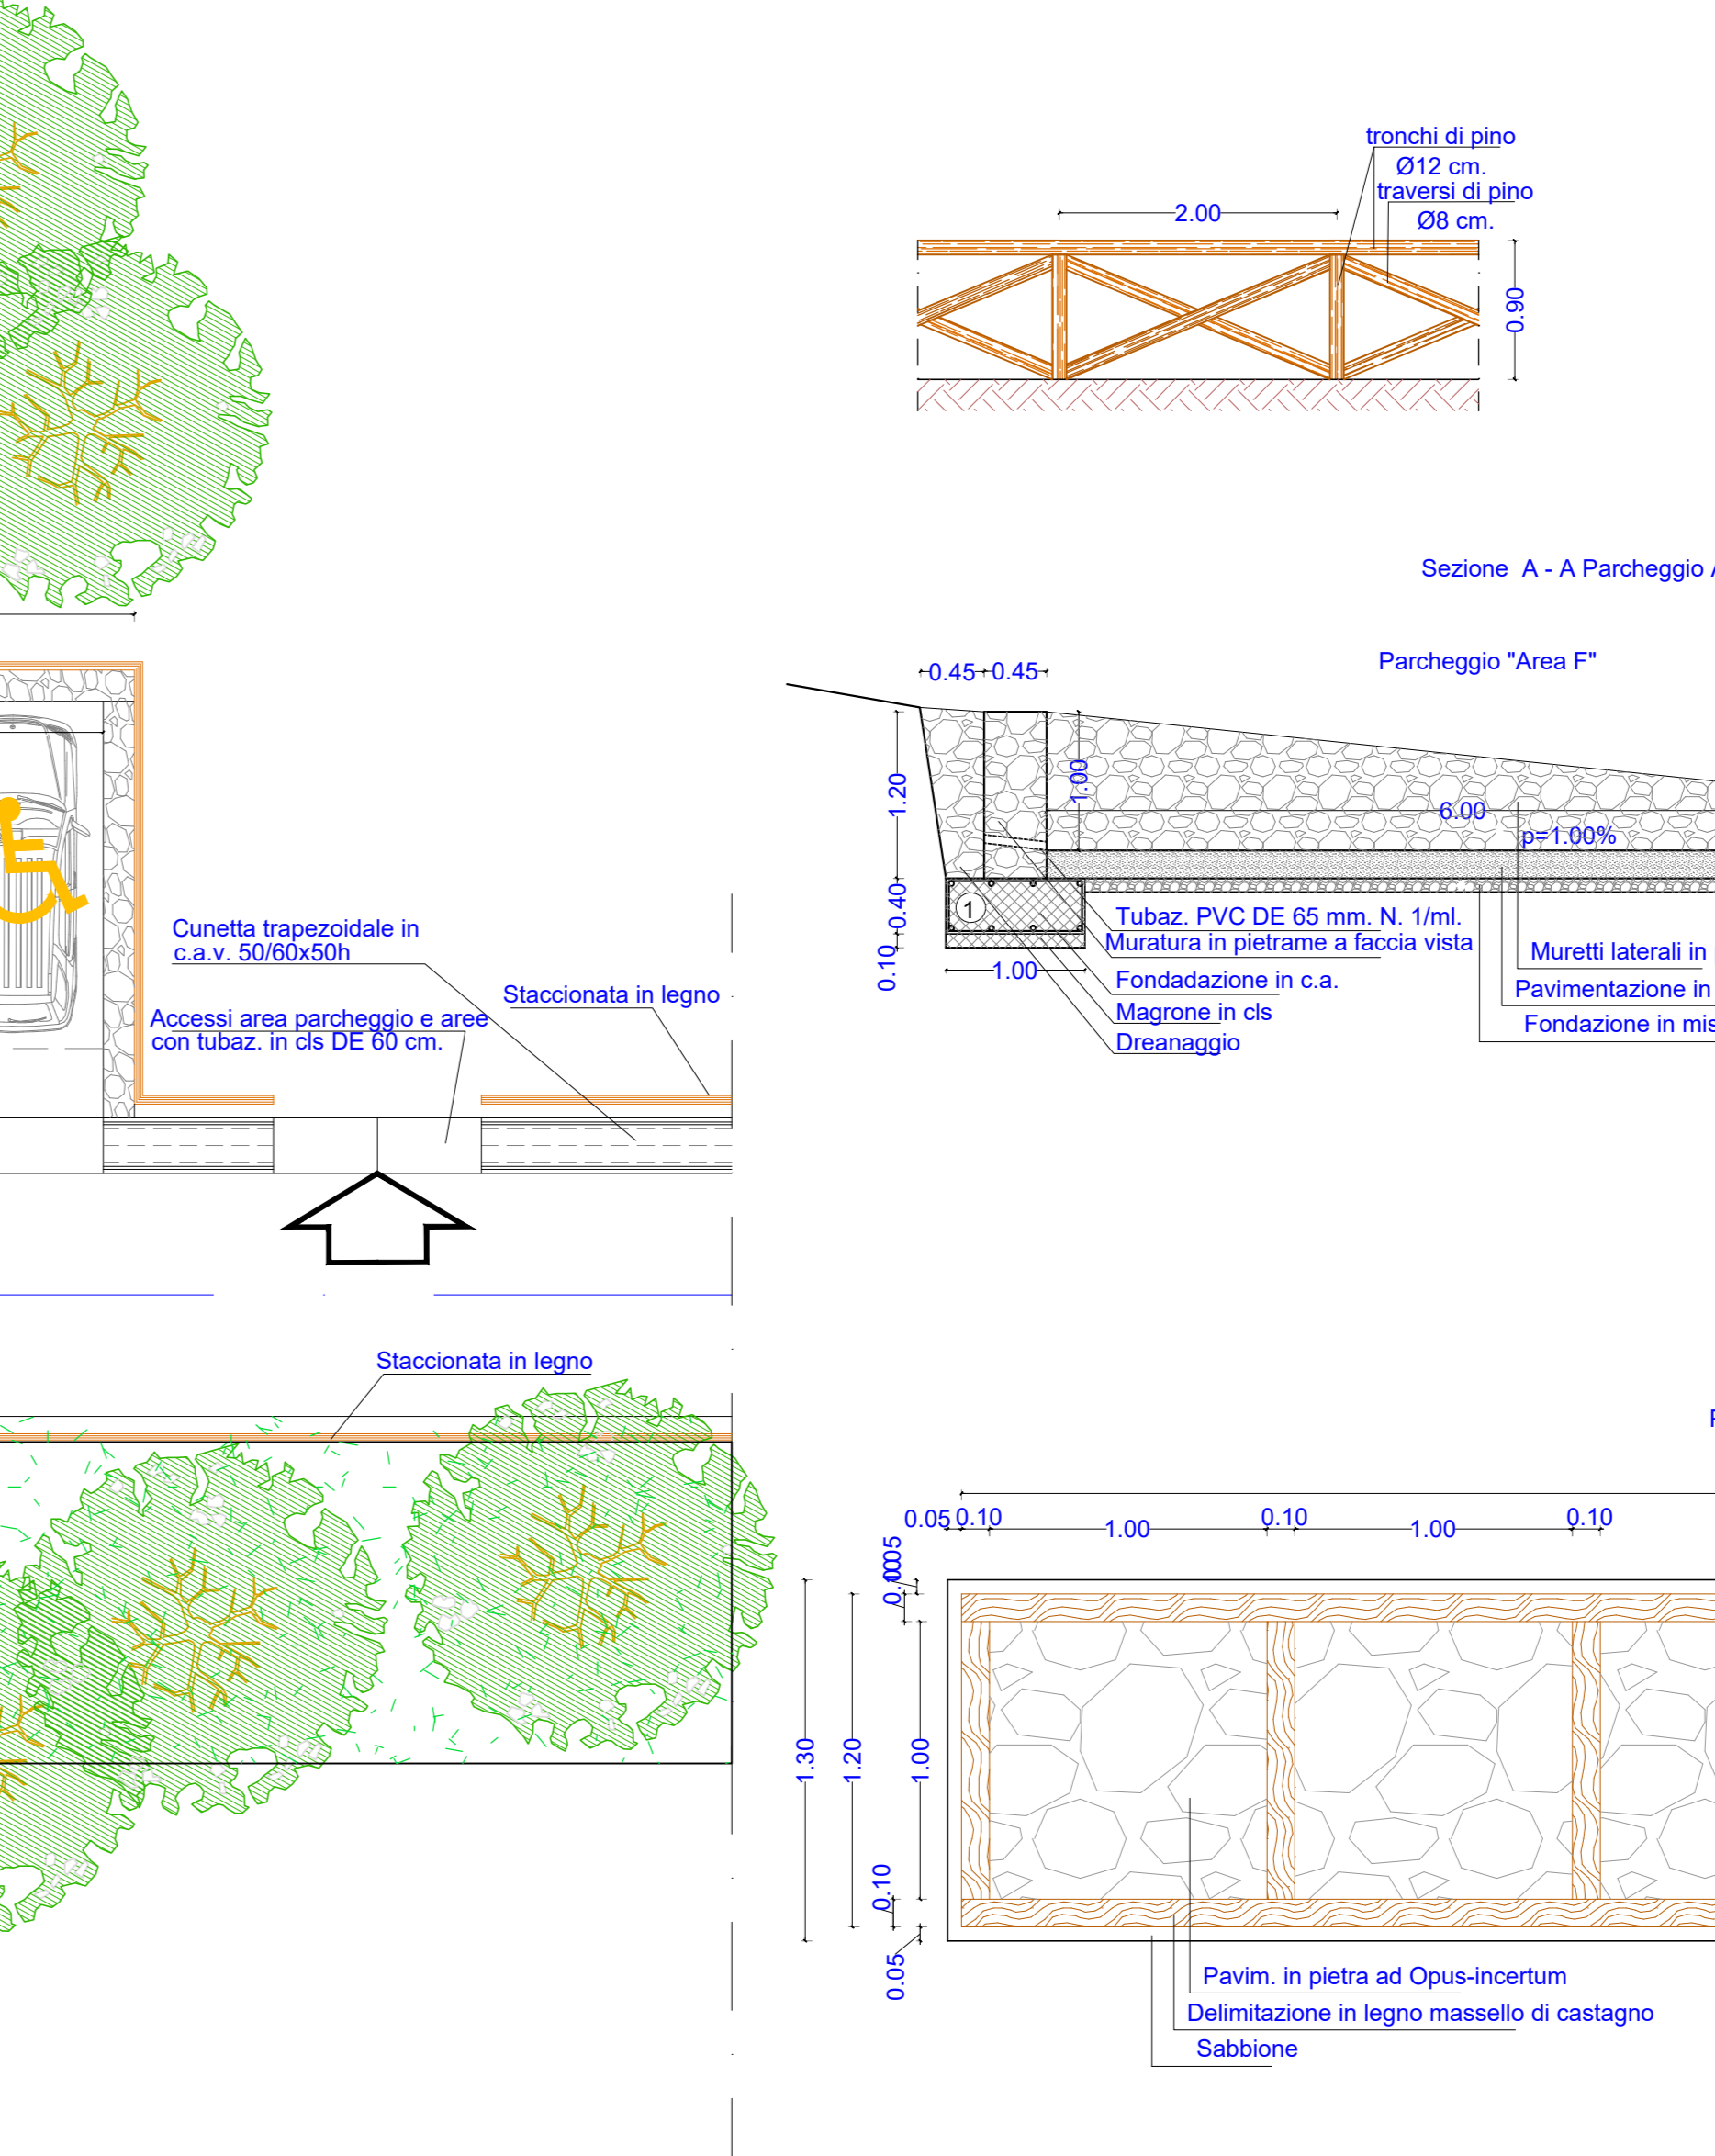 tronchi di pino
Ø12 cm.
traversi di pino
Ø8 cm.
2.00
0.90
Sezione A - A Parcheggio
Parcheggio "Area F"
0.45
0.45
1.20
1.00
6.00
p=1.00%
0.40
1
0.10
1.00
Tubaz. PVC DE 65 mm. N. 1/ml.
Muratura in pietrame a faccia vista
Fondadazione in c.a.
Magrone in cls
Dreanaggio
Muretti laterali in
Pavimentazione in
Fondazione in mis
Cunetta trapezoidale in
c.a.v. 50/60x50h
Staccionata in legno
Accessi area parcheggio e aree
con tubaz. in cls DE 60 cm.
Staccionata in legno
0.05
0.10
1.00
0.10
1.00
0.10
0.05
0.10
1.30
1.20
1.00
0.10
0.05
Pavim. in pietra ad Opus-incertum
Delimitazione in legno massello di castagno
Sabbione